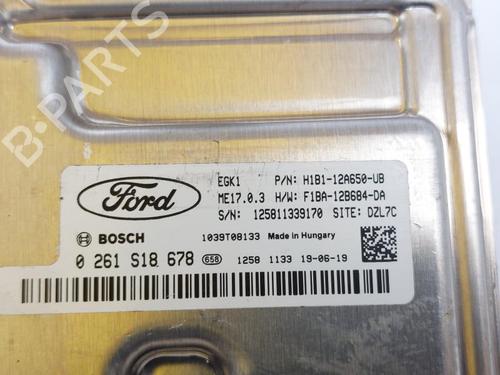 B-PARTS
Ford
EGK1 P/N: H1B1-12A650-UB
ME17.0.3 H/W: F1BA-12B684-DA
S/N: 125811339170 SITE: DZL7C
BOSCH 1039T08133 Made in Hungary
0 261 S18 678 658 1258 1133 19-06-19